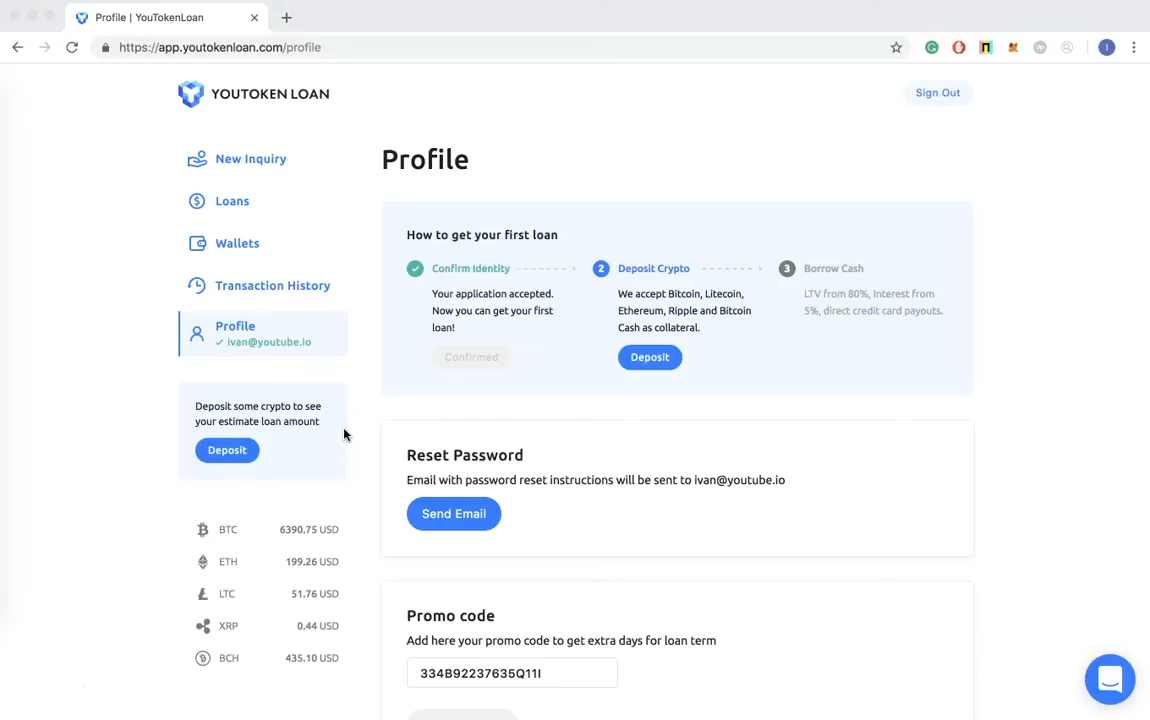 Profile | YouTokenLoan
https://app.youtokenloan.com/profile
YOUTOKEN LOAN
Sign Out
New Inquiry
Loans
Wallets
Transaction History
Profile
ivan@youtube.io
Deposit some crypto to see
your estimate loan amount
Deposit
BTC 6390.75 USD
ETH 199.26 USD
LTC 51.76 USD
XRP 0.44 USD
BCH 435.10 USD
Profile
How to get your first loan
Confirm Identity
Your application accepted.
Now you can get your first
loan!
Confirmed
2 Deposit Crypto
We accept Bitcoin, Litecoin,
Ethereum, Ripple and Bitcoin
Cash as collateral.
Deposit
3 Borrow Cash
LTV from 80%, Interest from
5%, direct credit card payouts.
Reset Password
Email with password reset instructions will be sent to ivan@youtube.io
Send Email
Promo code
Add here your promo code to get extra days for loan term
334B92237635Q11I